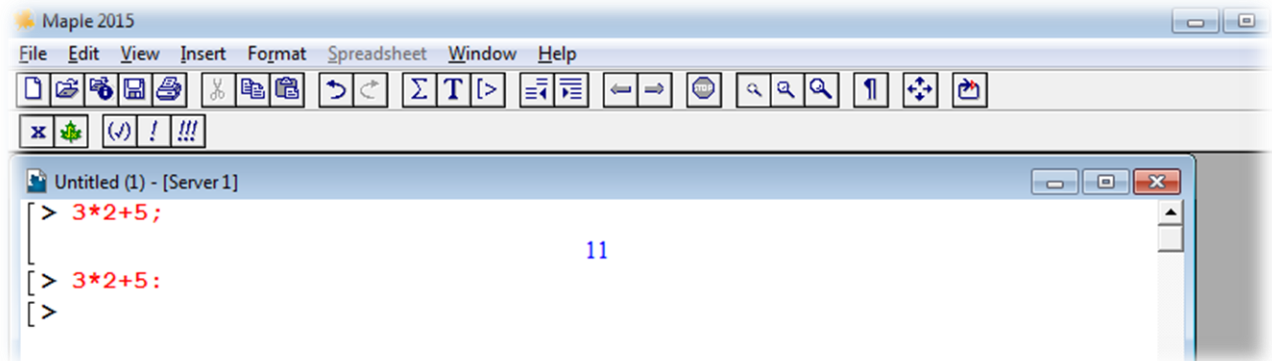 Maple 2015
File Edit View Insert Format Spreadsheet Window Help
Σ T [> STOP ¶
x (√) ! !!!
Untitled (1) - [Server 1]
[> 3*2+5;
11
[> 3*2+5:
[>